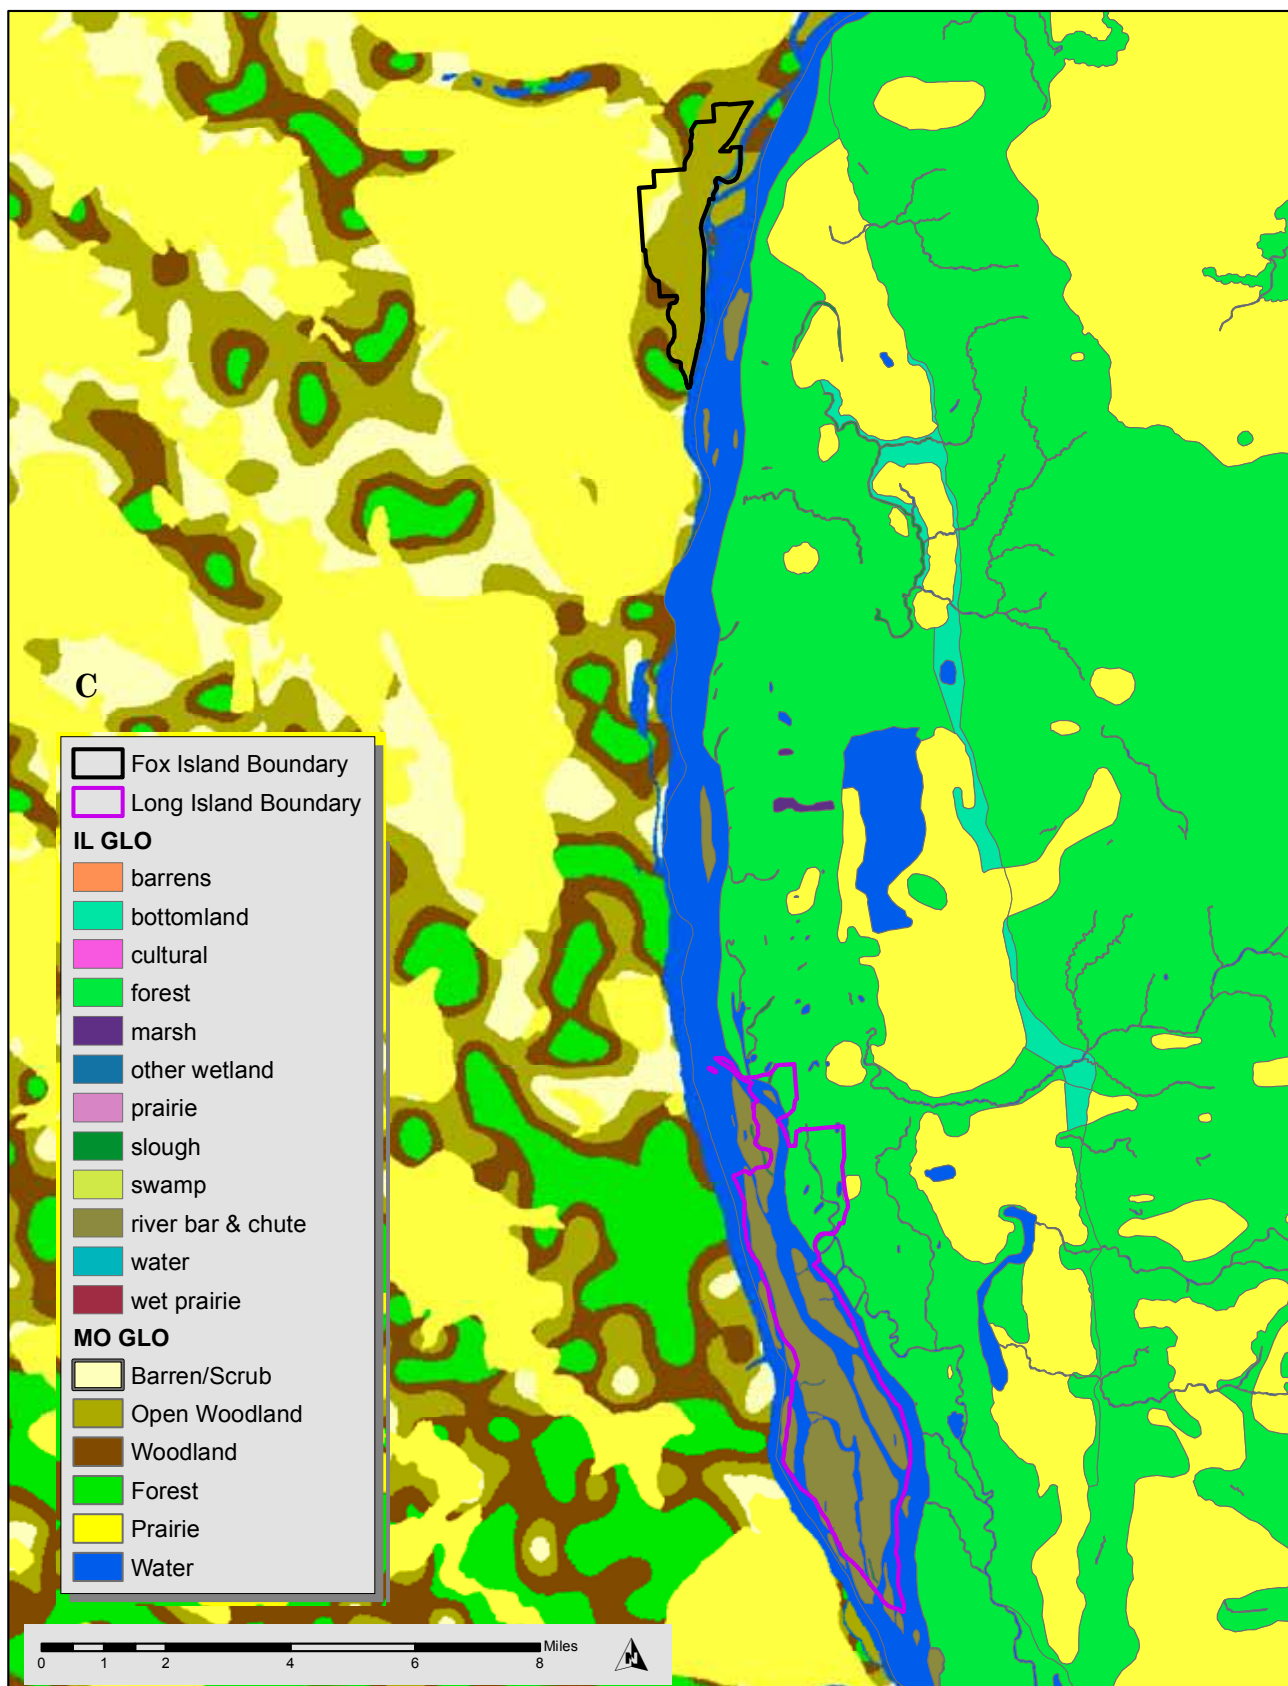 C
Fox Island Boundary
Long Island Boundary
IL GLO
barrens
bottomland
cultural
forest
marsh
other wetland
prairie
slough
swamp
river bar & chute
water
wet prairie
MO GLO
Barren/Scrub
Open Woodland
Woodland
Forest
Prairie
Water
Miles
0 1 2 4 6 8
N